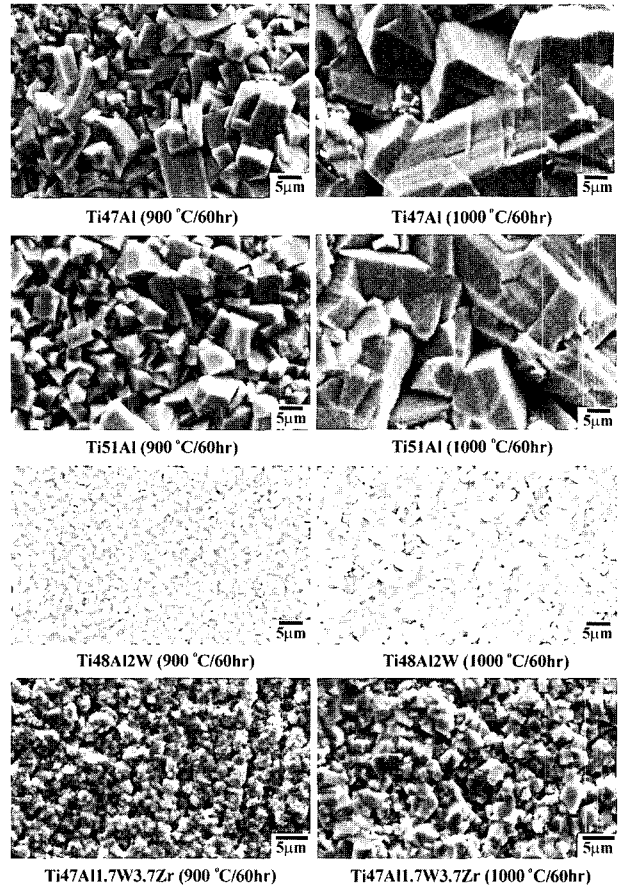 5μm
5μm
Ti47Al (900 °C/60hr)
Ti47Al (1000 °C/60hr)
5μm
5μm
Ti51Al (900 °C/60hr)
Ti51Al (1000 °C/60hr)
5μm
5μm
Ti48Al2W (900 °C/60hr)
Ti48Al2W (1000 °C/60hr)
5μm
5μm
Ti47Al1.7W3.7Zr (900 °C/60hr)
Ti47Al1.7W3.7Zr (1000 °C/60hr)